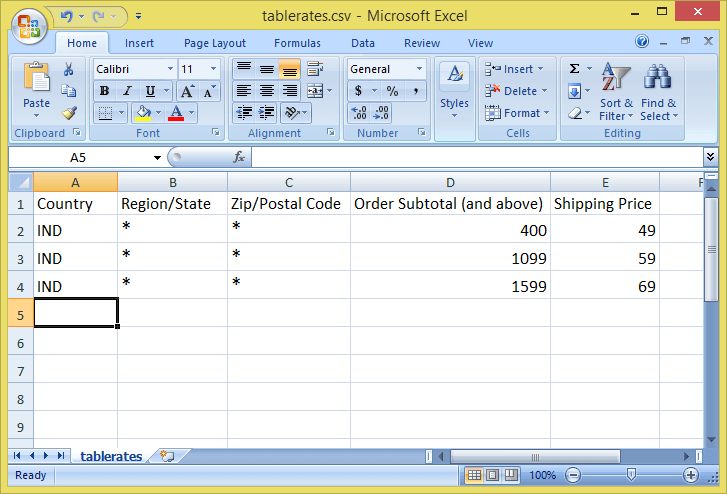 tablerates.csv - Microsoft Excel
Home Insert Page Layout Formulas Data Review View
Calibri 11 General Insert Σ
Paste B I U A A $ % , Styles Delete Sort & Find &
A .00 .0 Format Filter Select
Clipboard Font Alignment Number Cells Editing
A5 fx
A B C D E F
1 Country Region/State Zip/Postal Code Order Subtotal (and above) Shipping Price
2 IND * * 400 49
3 IND * * 1099 59
4 IND * * 1599 69
5
6
7
8
9
tablerates
Ready 100%